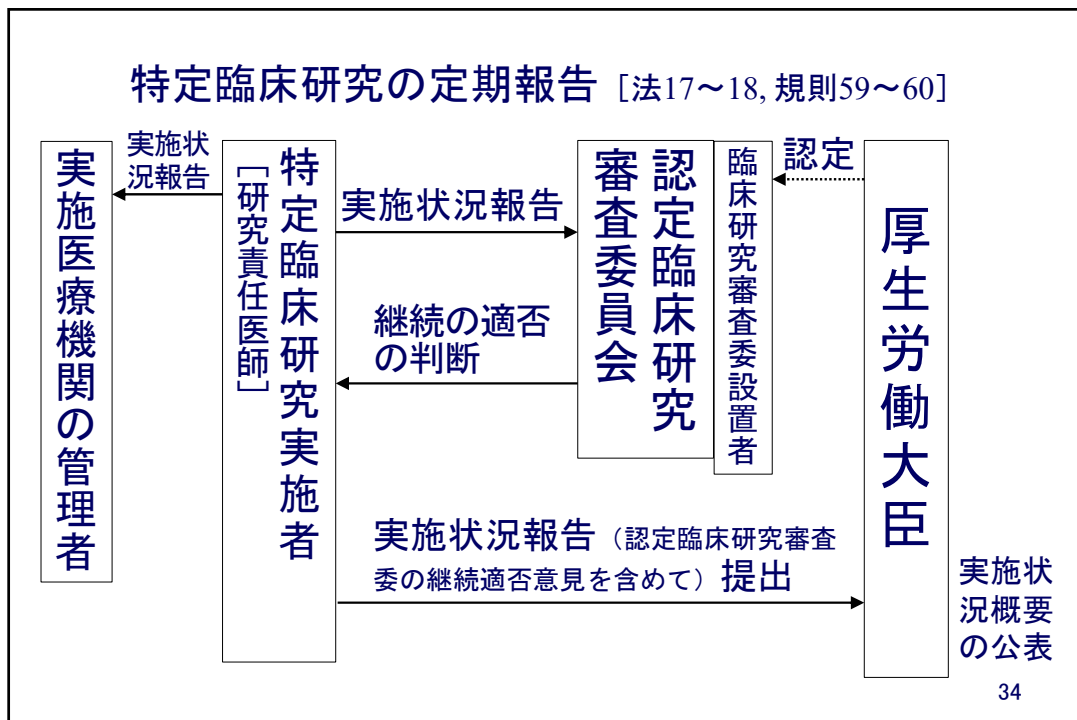 特定臨床研究の定期報告 [法17～18, 規則59～60]
実施医療機関の管理者
実施状
況報告
特定臨床研究実施者
[研究責任医師]
実施状況報告
継続の適否
の判断
認定臨床研究
審査委員会
臨床研究審査委設置者
認定
厚生労働大臣
実施状況報告（認定臨床研究審査
委の継続適否意見を含めて）提出
実施状
況概要
の公表
34